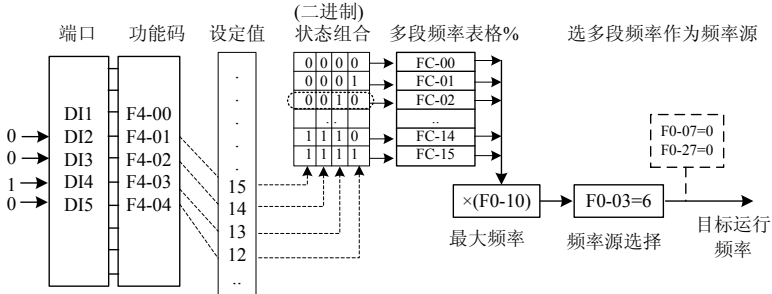 (二进制)
端口 功能码 设定值 状态组合 多段频率表格% 选多段频率作为频率源
0 0 0 0 FC-00
0 0 0 1 FC-01
0 0 1 0 FC-02
... ..
1 1 1 0 FC-14
1 1 1 1 FC-15
DI1 F4-00
0 DI2 F4-01
0 DI3 F4-02
1 DI4 F4-03
0 DI5 F4-04
.
.
.
.
.
15
14
13
12
..
F0-07=0
F0-27=0
×(F0-10) F0-03=6
最大频率 频率源选择
目标运行
频率